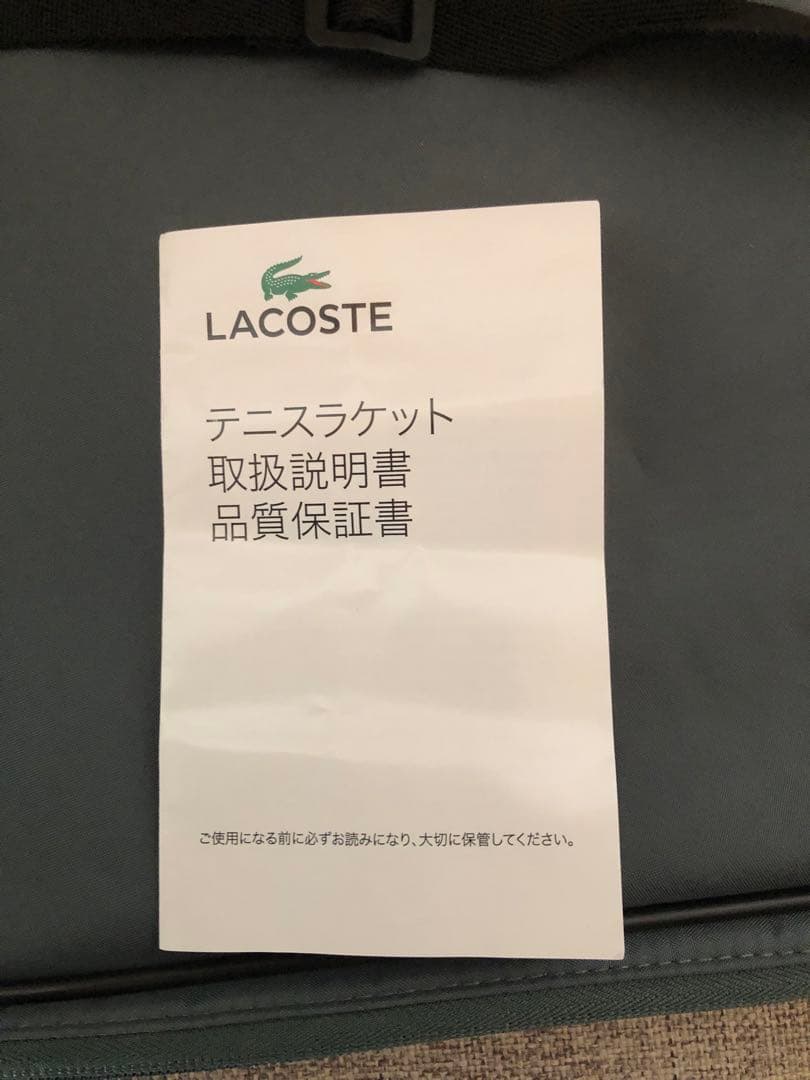 LACOSTE
テニスラケット
取扱説明書
品質保証書
ご使用になる前に必ずお読みになり、大切に保管してください。